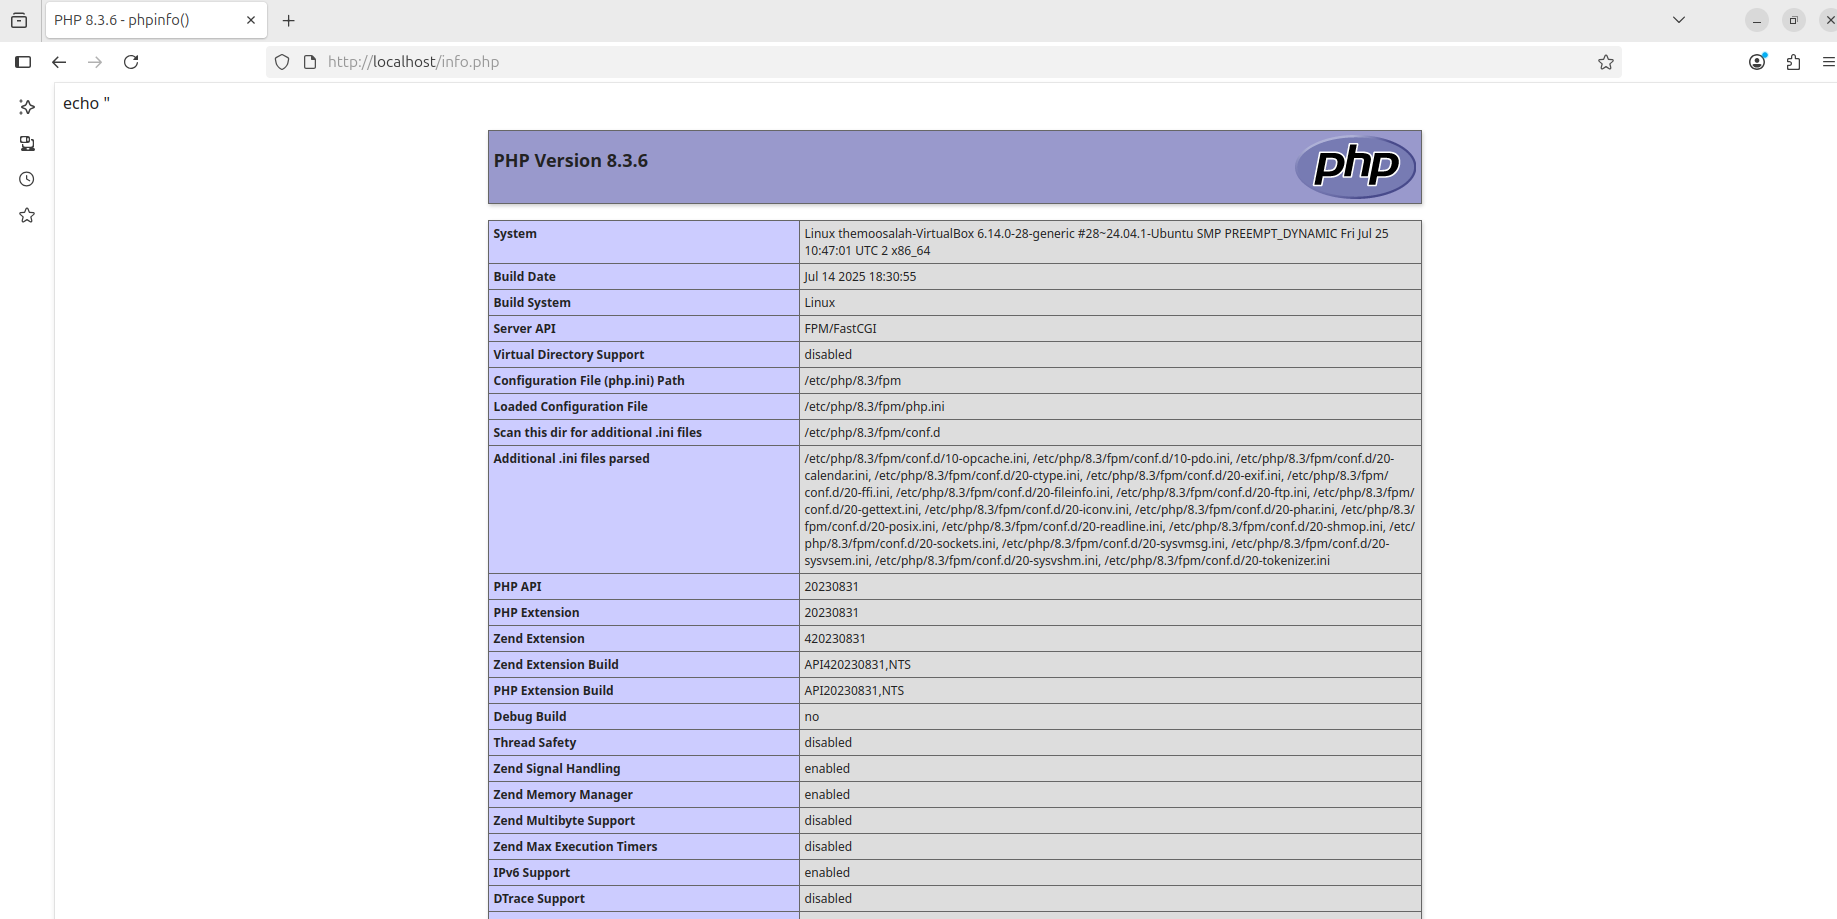 PHP 8.3.6 - phpinfo()
http://localhost/info.php
echo "
PHP Version 8.3.6
php
System
Linux themoosalah-VirtualBox 6.14.0-28-generic #28~24.04.1-Ubuntu SMP PREEMPT_DYNAMIC Fri Jul 25
10:47:01 UTC 2 x86_64
Build Date
Jul 14 2025 18:30:55
Build System
Linux
Server API
FPM/FastCGI
Virtual Directory Support
disabled
Configuration File (php.ini) Path
/etc/php/8.3/fpm
Loaded Configuration File
/etc/php/8.3/fpm/php.ini
Scan this dir for additional .ini files
/etc/php/8.3/fpm/conf.d
Additional .ini files parsed
/etc/php/8.3/fpm/conf.d/10-opcache.ini, /etc/php/8.3/fpm/conf.d/10-pdo.ini, /etc/php/8.3/fpm/conf.d/20-
calendar.ini, /etc/php/8.3/fpm/conf.d/20-ctype.ini, /etc/php/8.3/fpm/conf.d/20-exif.ini, /etc/php/8.3/fpm/
conf.d/20-ffi.ini, /etc/php/8.3/fpm/conf.d/20-fileinfo.ini, /etc/php/8.3/fpm/conf.d/20-ftp.ini, /etc/php/8.3/fpm/
conf.d/20-gettext.ini, /etc/php/8.3/fpm/conf.d/20-iconv.ini, /etc/php/8.3/fpm/conf.d/20-phar.ini, /etc/php/8.3/
fpm/conf.d/20-posix.ini, /etc/php/8.3/fpm/conf.d/20-readline.ini, /etc/php/8.3/fpm/conf.d/20-shmop.ini, /etc/
php/8.3/fpm/conf.d/20-sockets.ini, /etc/php/8.3/fpm/conf.d/20-sysvmsg.ini, /etc/php/8.3/fpm/conf.d/20-
sysvsem.ini, /etc/php/8.3/fpm/conf.d/20-sysvshm.ini, /etc/php/8.3/fpm/conf.d/20-tokenizer.ini
PHP API
20230831
PHP Extension
20230831
Zend Extension
420230831
Zend Extension Build
API420230831,NTS
PHP Extension Build
API20230831,NTS
Debug Build
no
Thread Safety
disabled
Zend Signal Handling
enabled
Zend Memory Manager
enabled
Zend Multibyte Support
disabled
Zend Max Execution Timers
disabled
IPv6 Support
enabled
DTrace Support
disabled